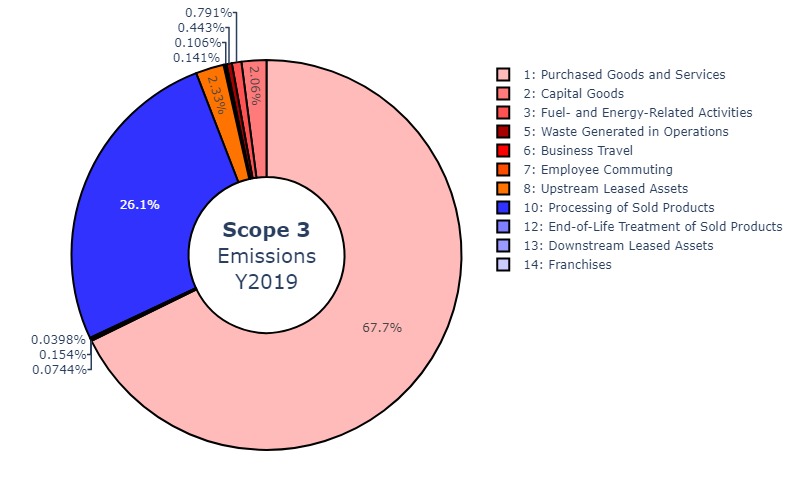 0.791%
0.443%
0.106%
0.141%
2.33%
2.06%
26.1%
Scope 3
Emissions
Y2019
67.7%
0.0398%
0.154%
0.0744%
1: Purchased Goods and Services
2: Capital Goods
3: Fuel- and Energy-Related Activities
5: Waste Generated in Operations
6: Business Travel
7: Employee Commuting
8: Upstream Leased Assets
10: Processing of Sold Products
12: End-of-Life Treatment of Sold Products
13: Downstream Leased Assets
14: Franchises